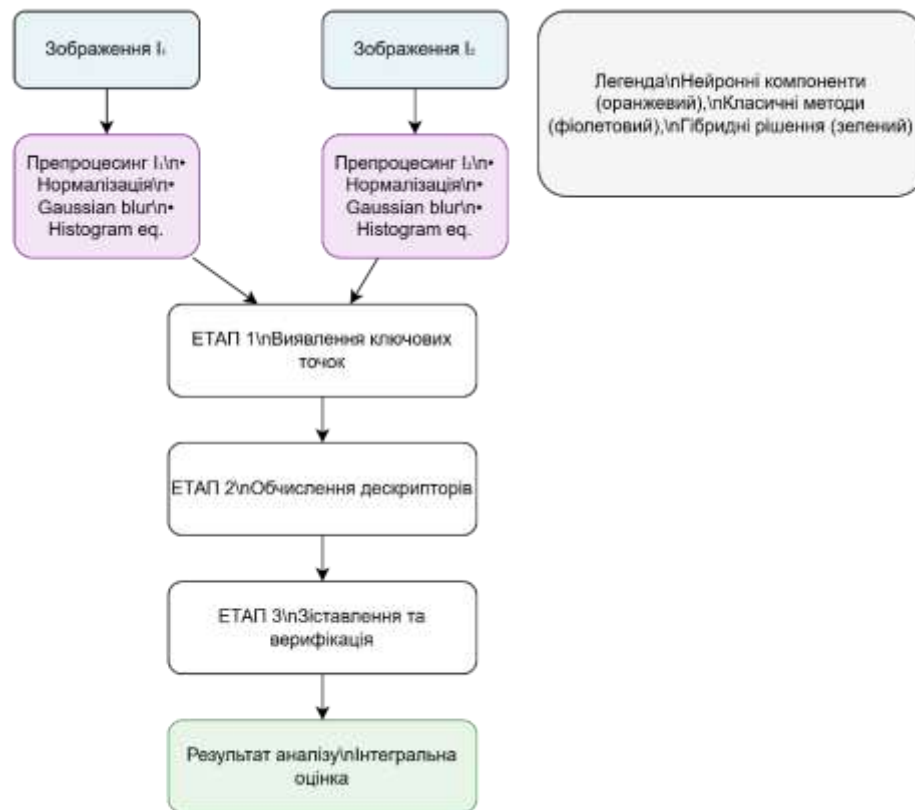 Зображення I₁
Зображення I₂
Легенда\nНейронні компоненти
(оранжевий),\nКласичні методи
(фіолетовий),\nГібридні рішення (зелений)
Препроцесинг I₁\n•
Нормалізація\n•
Gaussian blur\n•
Histogram eq.
Препроцесинг I₂\n•
Нормалізація\n•
Gaussian blur\n•
Histogram eq.
ЕТАП 1\nВиявлення ключових
точок
ЕТАП 2\nОбчислення дескрипторів
ЕТАП 3\nЗіставлення та
верифікація
Результат аналізу\nІнтегральна
оцінка